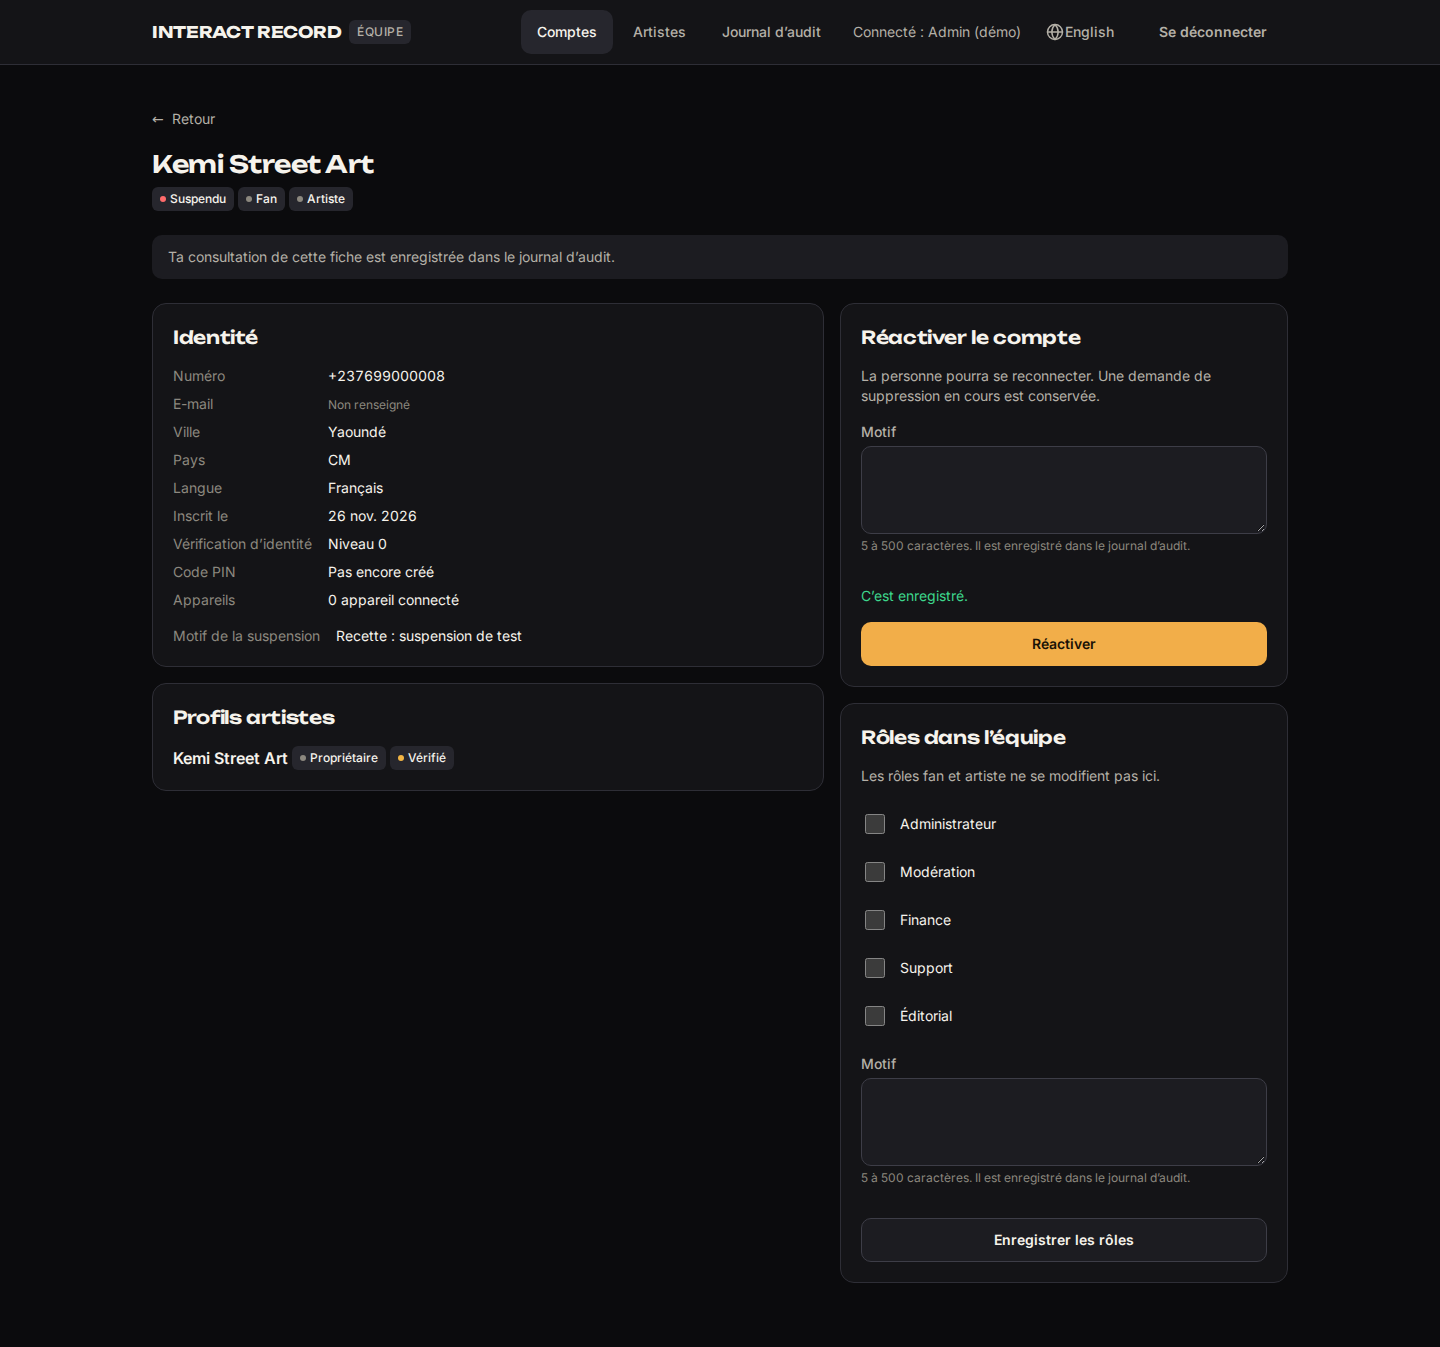 INTERACT RECORD ÉQUIPE Comptes Artistes Journal d’audit Connecté : Admin (démo) English Se déconnecter
← Retour
Kemi Street Art
Suspendu Fan Artiste
Ta consultation de cette fiche est enregistrée dans le journal d’audit.
Identité
Numéro +237699000008
E-mail Non renseigné
Ville Yaoundé
Pays CM
Langue Français
Inscrit le 26 nov. 2026
Vérification d’identité Niveau 0
Code PIN Pas encore créé
Appareils 0 appareil connecté
Motif de la suspension Recette : suspension de test
Profils artistes
Kemi Street Art Propriétaire Vérifié
Réactiver le compte
La personne pourra se reconnecter. Une demande de
suppression en cours est conservée.
Motif
5 à 500 caractères. Il est enregistré dans le journal d’audit.
C’est enregistré.
Réactiver
Rôles dans l’équipe
Les rôles fan et artiste ne se modifient pas ici.
Administrateur
Modération
Finance
Support
Éditorial
Motif
5 à 500 caractères. Il est enregistré dans le journal d’audit.
Enregistrer les rôles